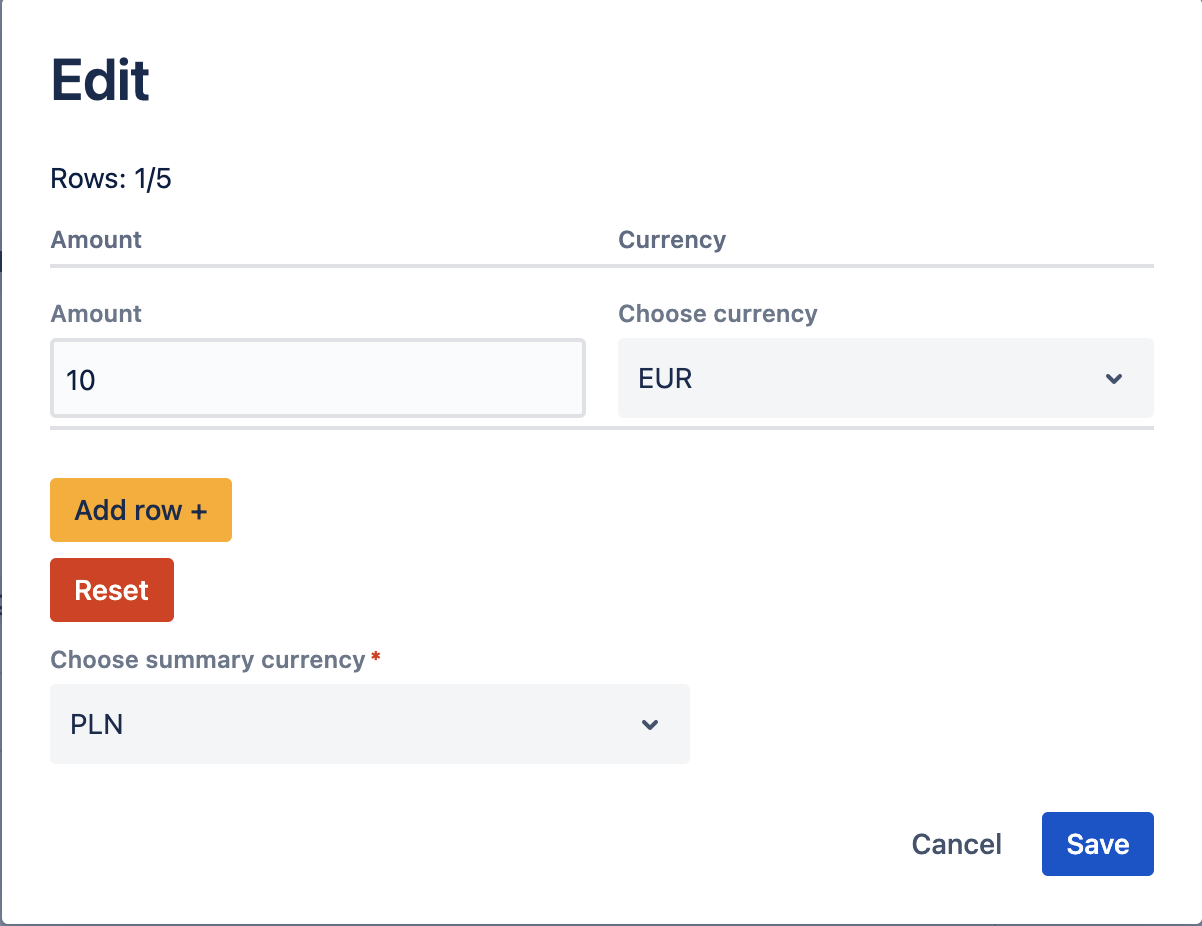 Edit
Rows: 1/5
Amount Currency
Amount Choose currency
10 EUR
Add row +
Reset
Choose summary currency *
PLN
Cancel Save